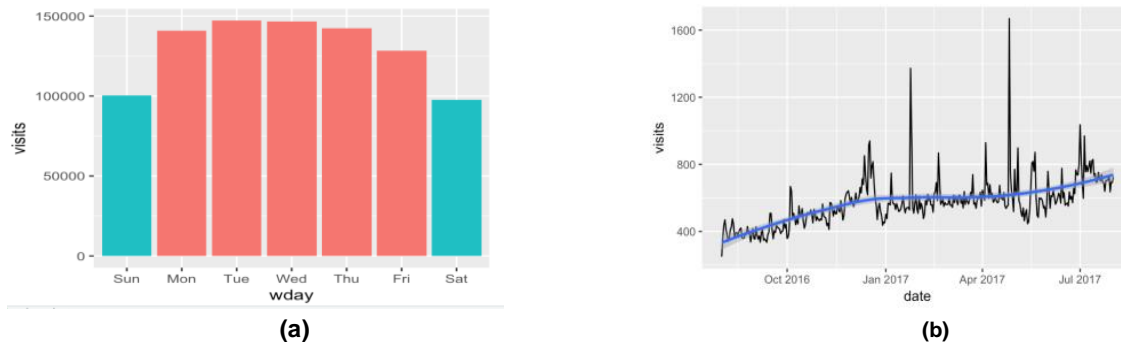 150000
100000
50000
0
visits
Sun Mon Tue Wed Thu Fri Sat
wday
(a)
1600
1200
800
400
visits
Oct 2016 Jan 2017 Apr 2017 Jul 2017
date
(b)